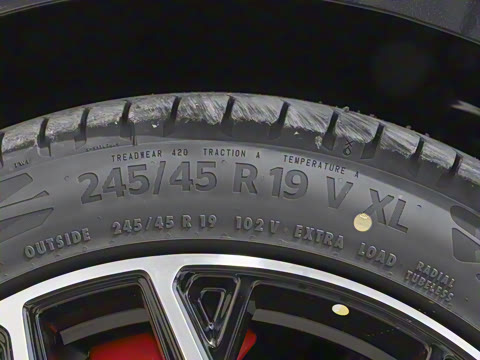 TREADWEAR 420 TRACTION A TEMPERATURE A
245/45 R 19 V XL
OUTSIDE 245/45 R 19 102 V · EXTRA LOAD RADIAL TUBELESS